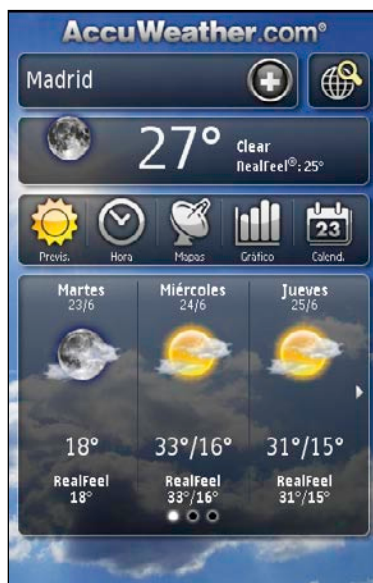 AccuWeather.com®
Madrid
27°
Clear
RealFeel®: 25°
Previs.
Hora
Mapas
Gráfico
23
Calend.
Martes
23/6
Miércoles
24/6
Jueves
25/6
18°
33°/16°
31°/15°
RealFeel
18°
RealFeel
33°/16°
RealFeel
31°/15°